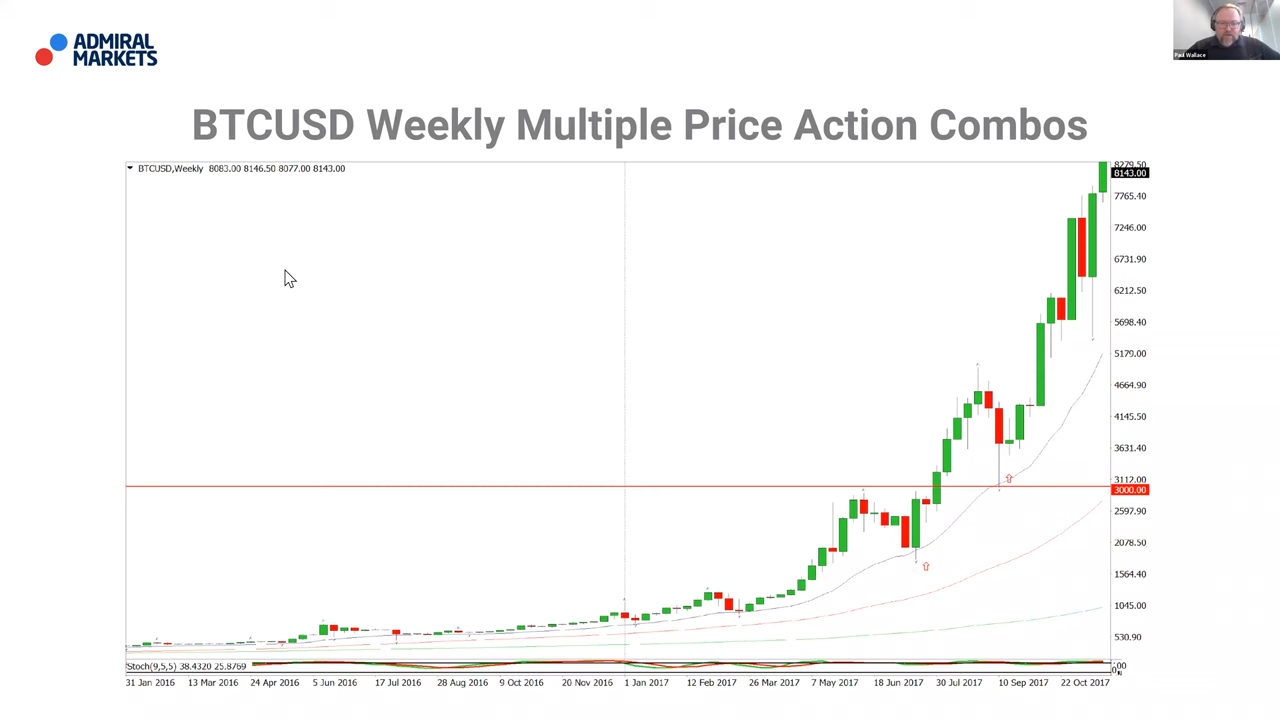 ADMIRAL
MARKETS
Paul Wallace
BTCUSD Weekly Multiple Price Action Combos
BTCUSD,Weekly 8083.00 8146.50 8077.00 8143.00
8279.50
8143.00
7765.40
7246.00
6731.90
6212.50
5698.40
5179.00
4664.90
4145.50
3631.40
3112.00
3000.00
2597.90
2078.50
1564.40
1045.00
530.90
Stoch(9,5,5) 38.4320 25.8769
31 Jan 2016 13 Mar 2016 24 Apr 2016 5 Jun 2016 17 Jul 2016 28 Aug 2016 9 Oct 2016 20 Nov 2016 1 Jan 2017 12 Feb 2017 26 Mar 2017 7 May 2017 18 Jun 2017 30 Jul 2017 10 Sep 2017 22 Oct 2017